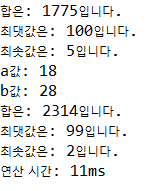 합은: 1775입니다.
최댓값은: 100입니다.
최솟값은: 5입니다.
a값: 18
b값: 28
합은: 2314입니다.
최댓값은: 99입니다.
최솟값은: 2입니다.
연산 시간: 11ms